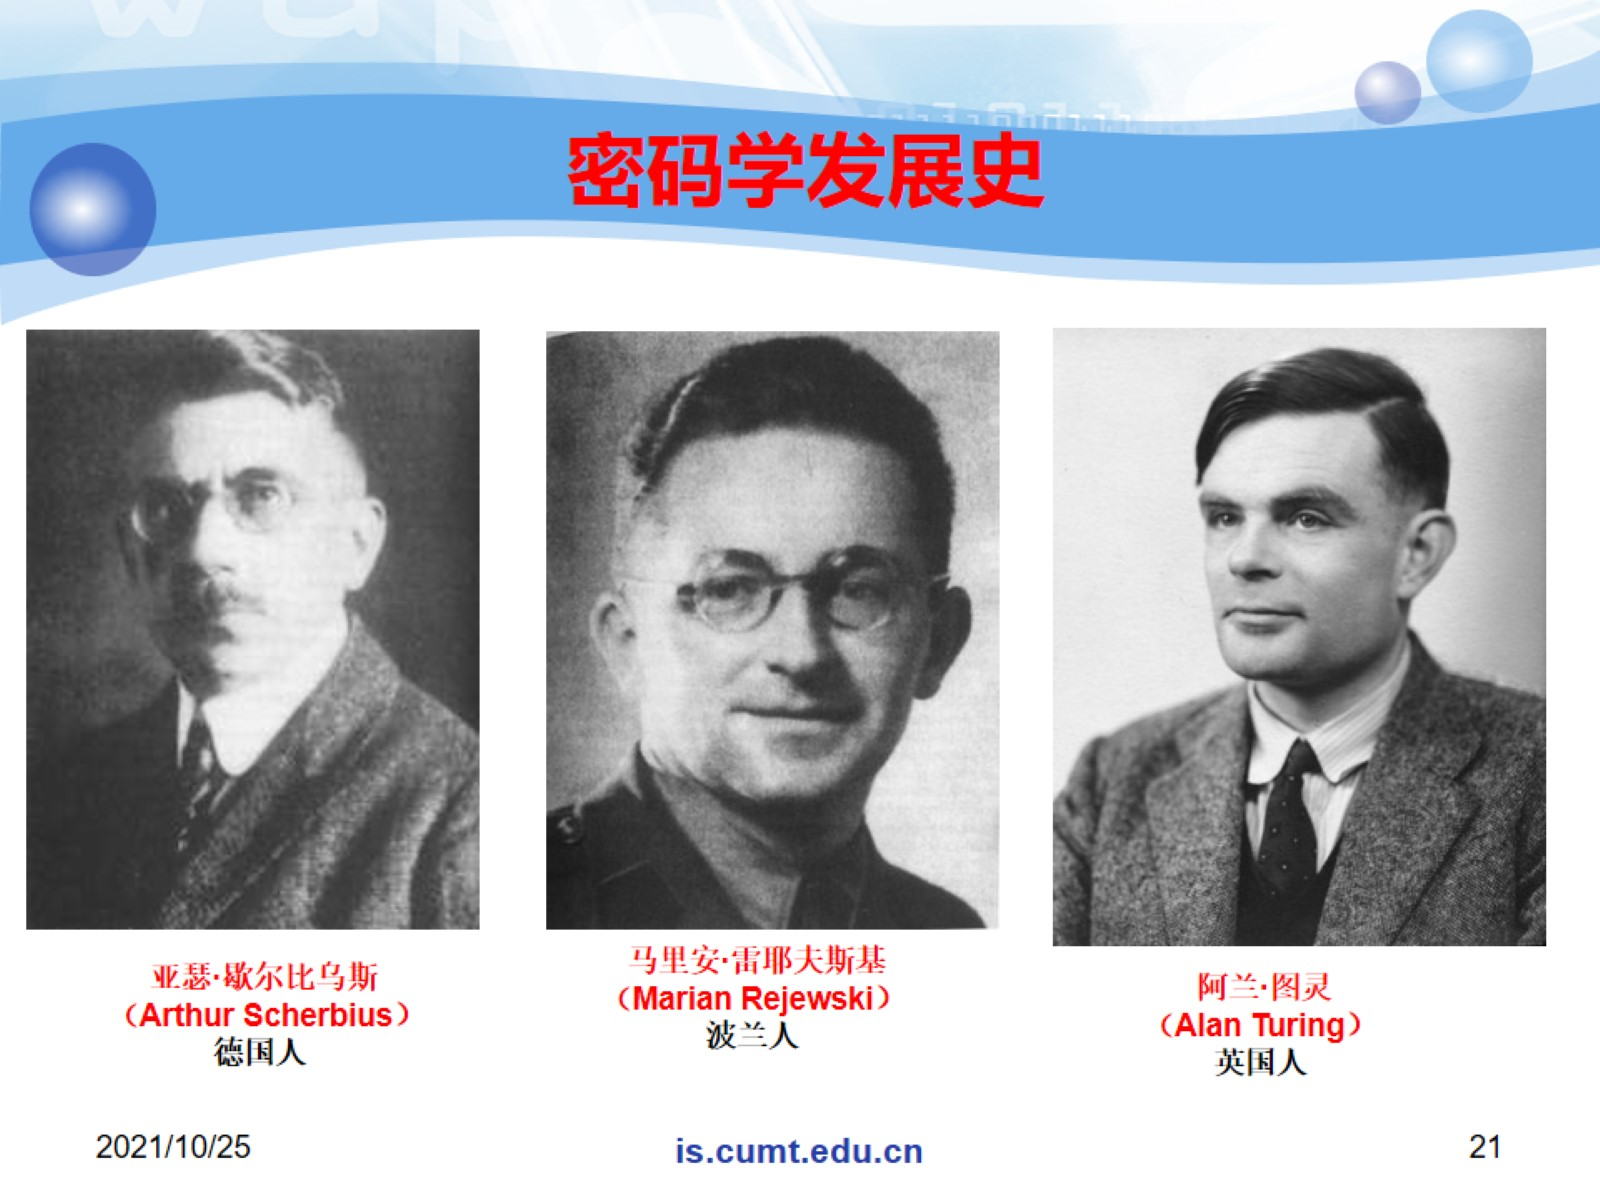 密码学发展史
亚瑟·歇尔比乌斯
（Arthur Scherbius）
德国人
马里安·雷耶夫斯基
（Marian Rejewski）
波兰人
阿兰·图灵
（Alan Turing）
英国人
2021/10/25
is.cumt.edu.cn
21